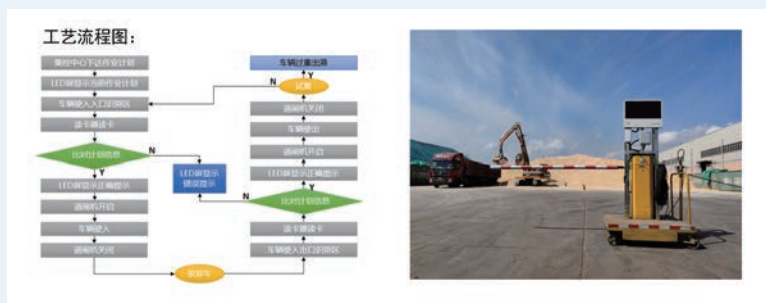 工艺流程图：
集控中心下达作业计划
LED屏显示当前作业计划
车辆驶入入口识别区
读卡器读卡
比对计划信息
N
Y
LED屏显示正确提示
道闸机开启
车辆驶入
道闸机关闭
装卸车
LED屏显示
错误提示
车辆过重出港
Y
N
道闸机关闭
车辆驶出
道闸机开启
LED屏显示正确提示
Y
N
比对计划信息
读卡器读卡
车辆驶入出口识别区